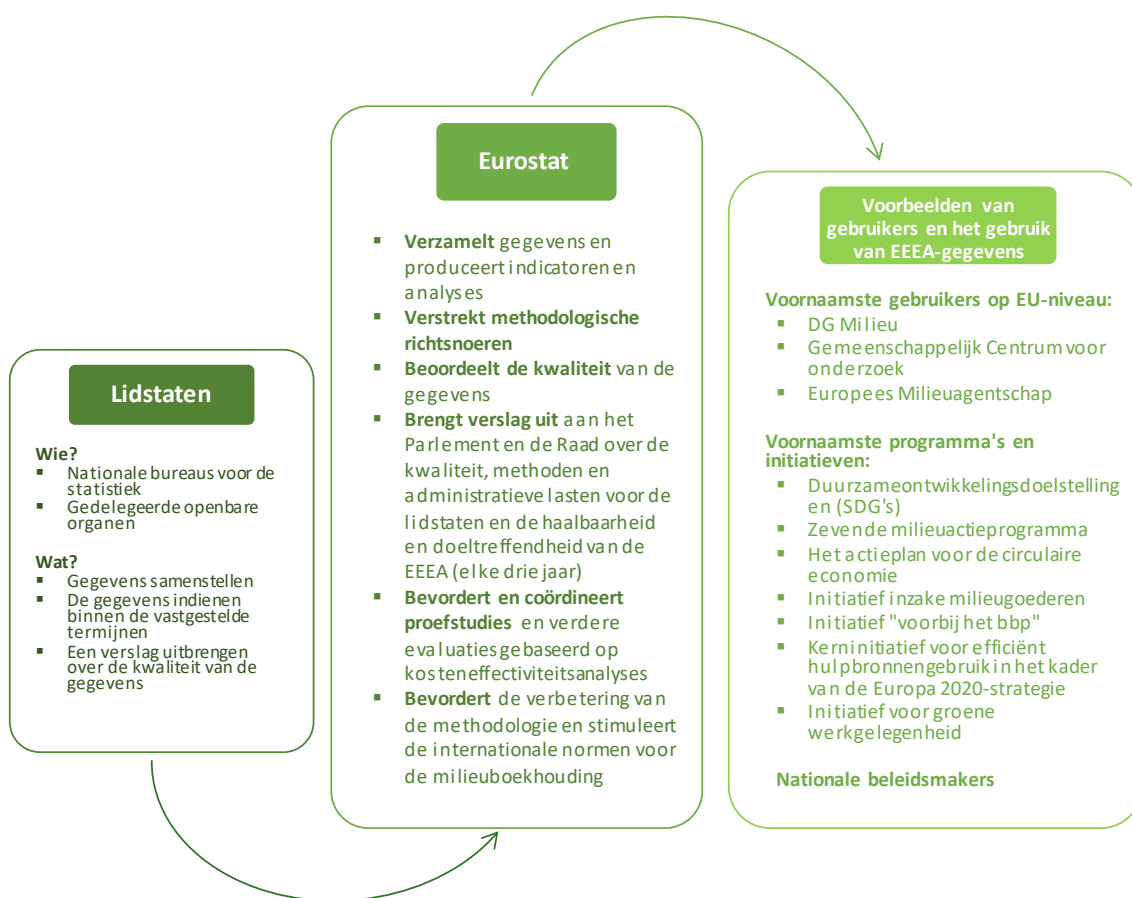 Lidstaten
Wie?
▪ Nationale bureaus voor de
statistiek
▪ Gedelegeerde openbare
organen
Wat?
▪ Gegevens samenstellen
▪ De gegevens indienen
binnen de vastgestelde
termijnen
▪ Een verslag uitbrengen
over de kwaliteit van de
gegevens
Eurostat
▪ Verzamelt gegevens en
produceert indicatoren en
analyses
▪ Verstrekt methodologische
richtsnoeren
▪ Beoordeelt de kwaliteit van de
gegevens
▪ Brengt verslag uit aan het
Parlement en de Raad over de
kwaliteit, methoden en
administratieve lasten voor de
lidstaten en de haalbaarheid
en doeltreffendheid van de
EEEA (elke drie jaar)
▪ Bevordert en coördineert
proefstudies en verdere
evaluaties gebaseerd op
kosteneffectiviteitsanalyses
▪ Bevordert de verbetering van
de methodologie en stimuleert
de internationale normen voor
de milieuboekhouding
Voorbeelden van
gebruikers en het gebruik
van EEEA-gegevens
Voornaamste gebruikers op EU-niveau:
▪ DG Milieu
▪ Gemeenschappelijk Centrum voor
onderzoek
▪ Europees Milieuagentschap
Voornaamste programma's en
initiatieven:
▪ Duurzameontwikkelingsdoelstelling
en (SDG's)
▪ Zevende milieuactieprogramma
▪ Het actieplan voor de circulaire
economie
▪ Initiatief inzake milieugoederen
▪ Initiatief "voorbij het bbp"
▪ Kerninitiatief voor efficiënt
hulpbronnengebruik in het kader
van de Europa 2020-strategie
▪ Initiatief voor groene
werkgelegenheid
Nationale beleidsmakers